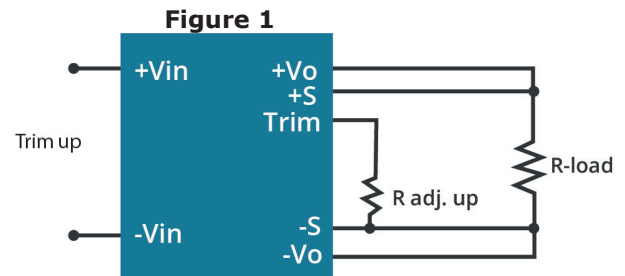 Figure 1
+Vin
+Vo
+S
Trim
Trim up
R-load
R adj. up
-S
-Vin
-Vo